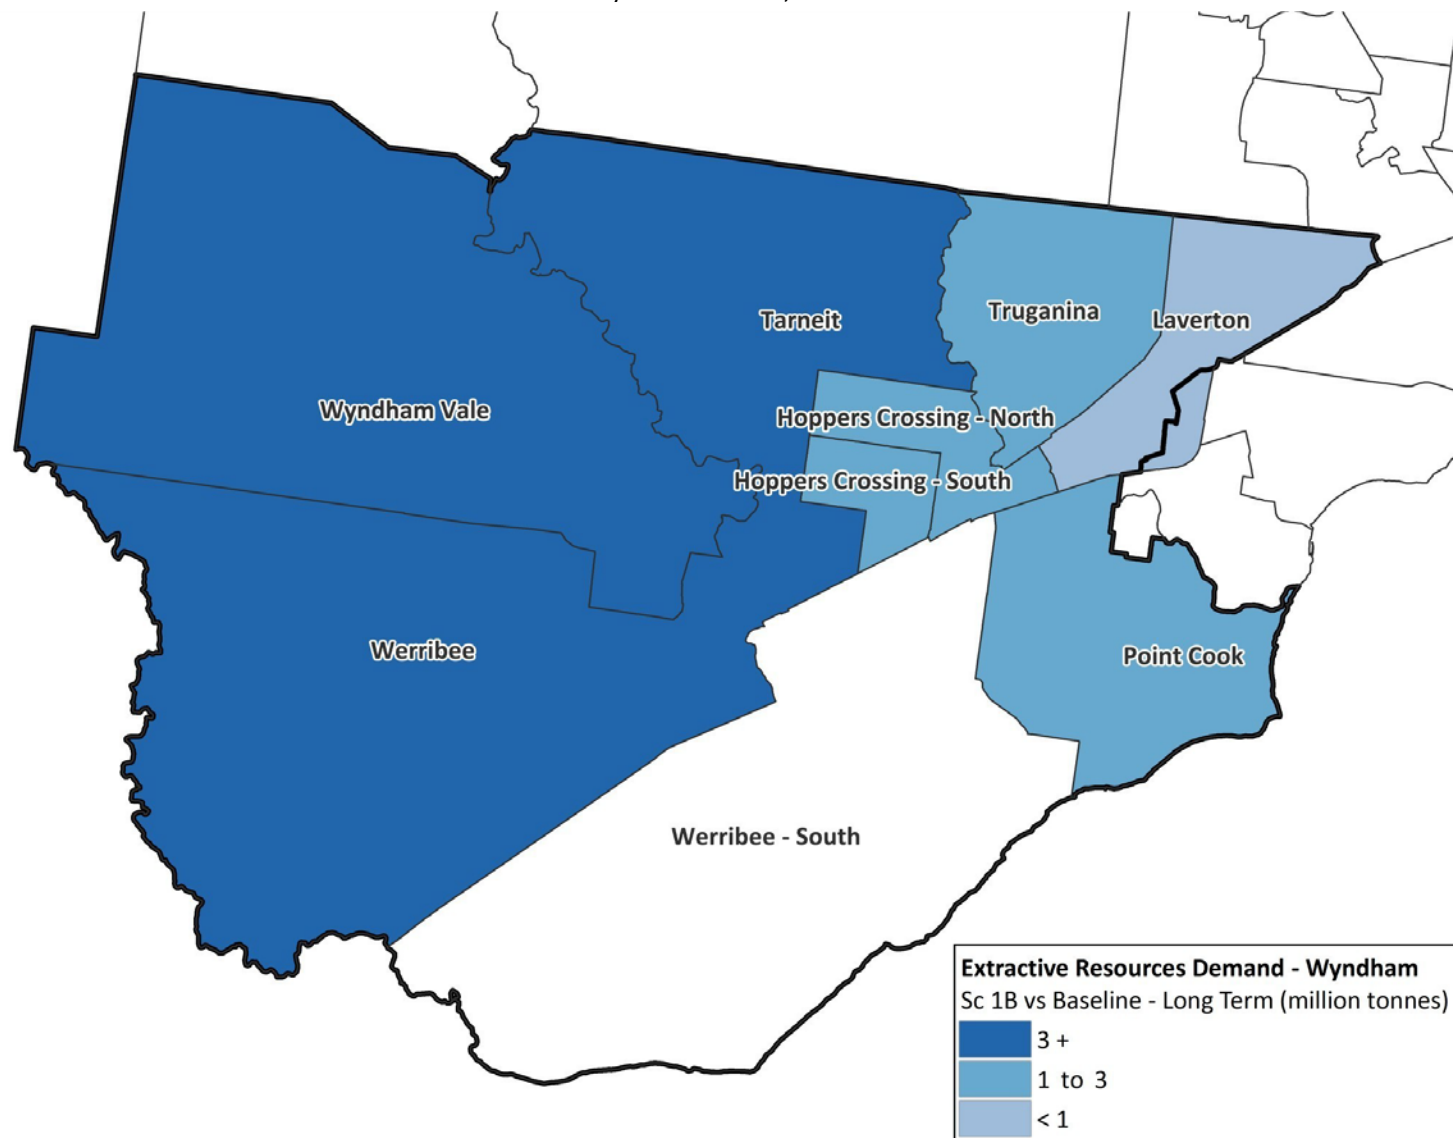 Tarneit
Truganina
Laverton
Wyndham Vale
Hoppers Crossing - North
Hoppers Crossing - South
Werribee
Point Cook
Werribee - South
Extractive Resources Demand - Wyndham
Sc 1B vs Baseline - Long Term (million tonnes)
3 +
1 to 3
< 1